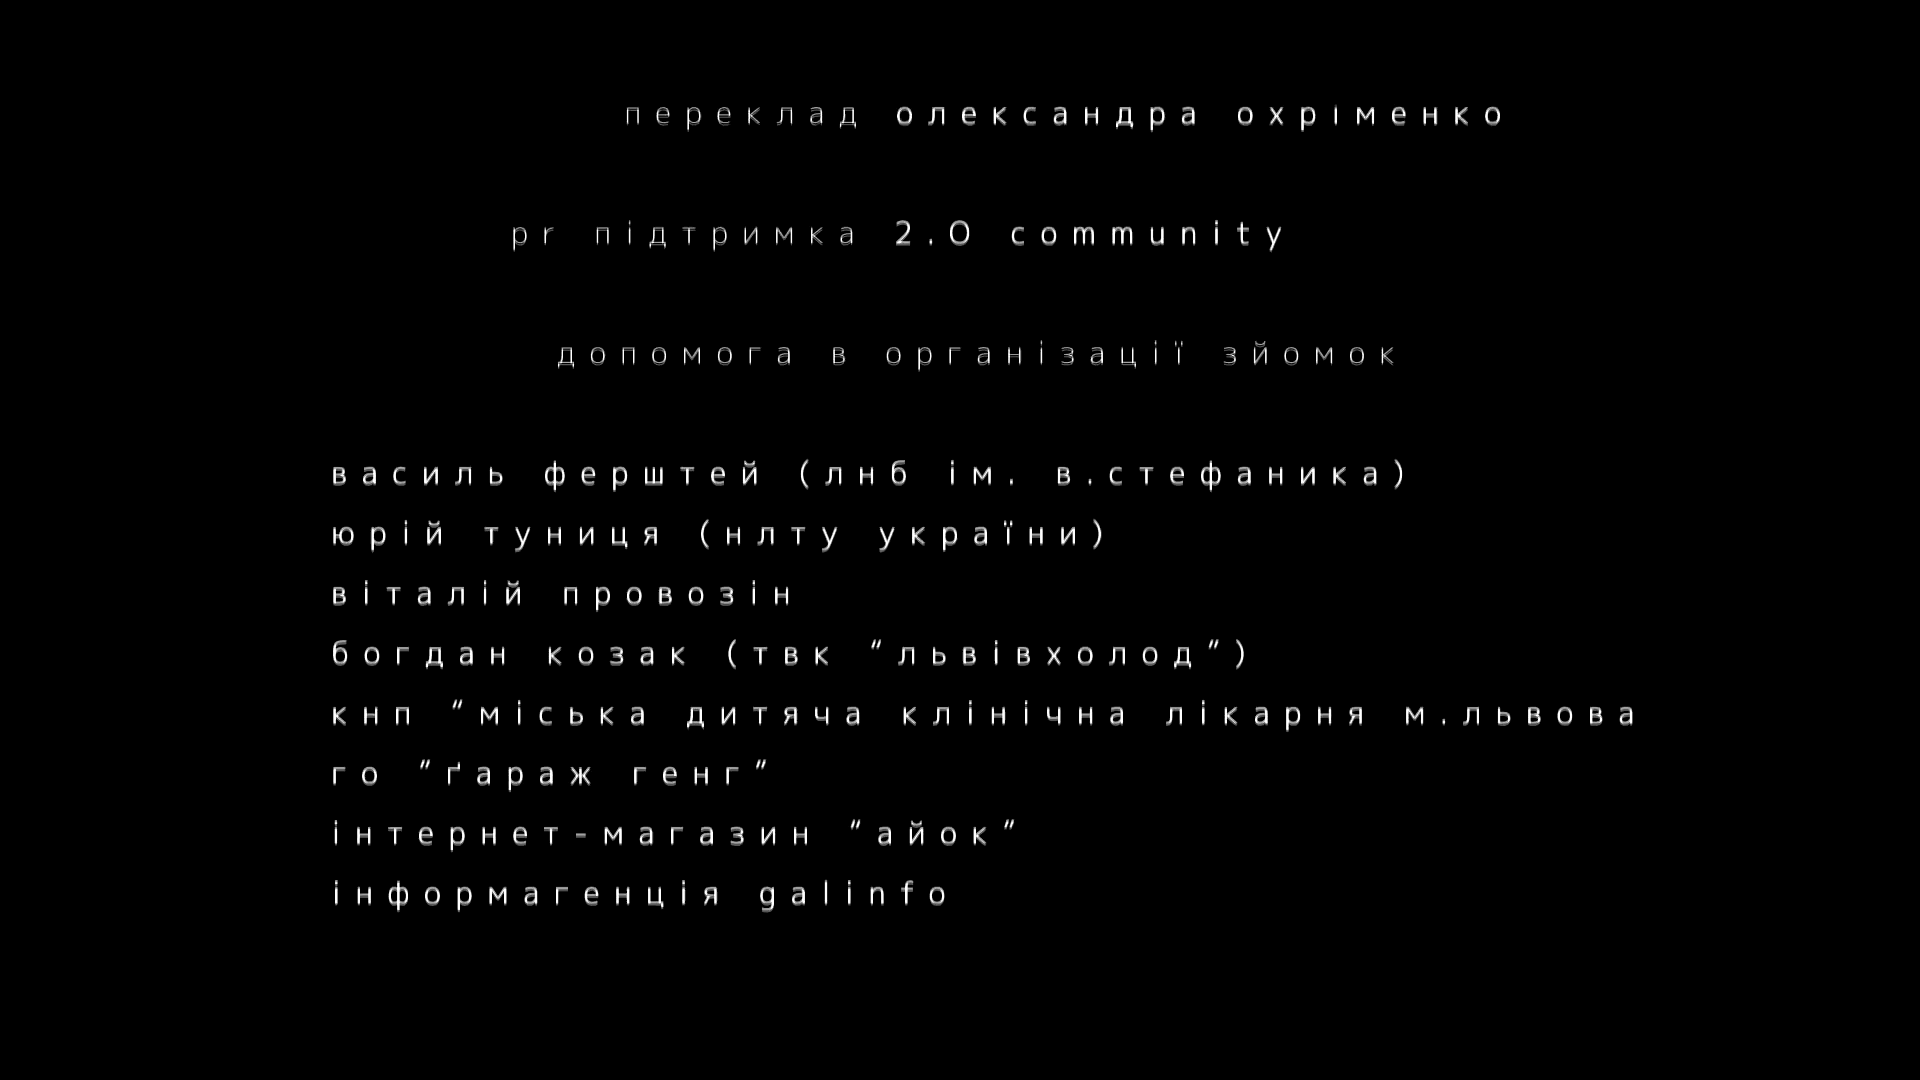 переклад олександра охріменко
pr підтримка 2.0 community
допомога в організації зйомок
василь ферштей (лнб ім. в.стефаника)
юрій туниця (нлту україни)
віталій провозін
богдан козак (твк "львівхолод")
кнп "міська дитяча клінічна лікарня м.львова
го "ґараж генг"
інтернет-магазин "айок"
інформагенція galinfo